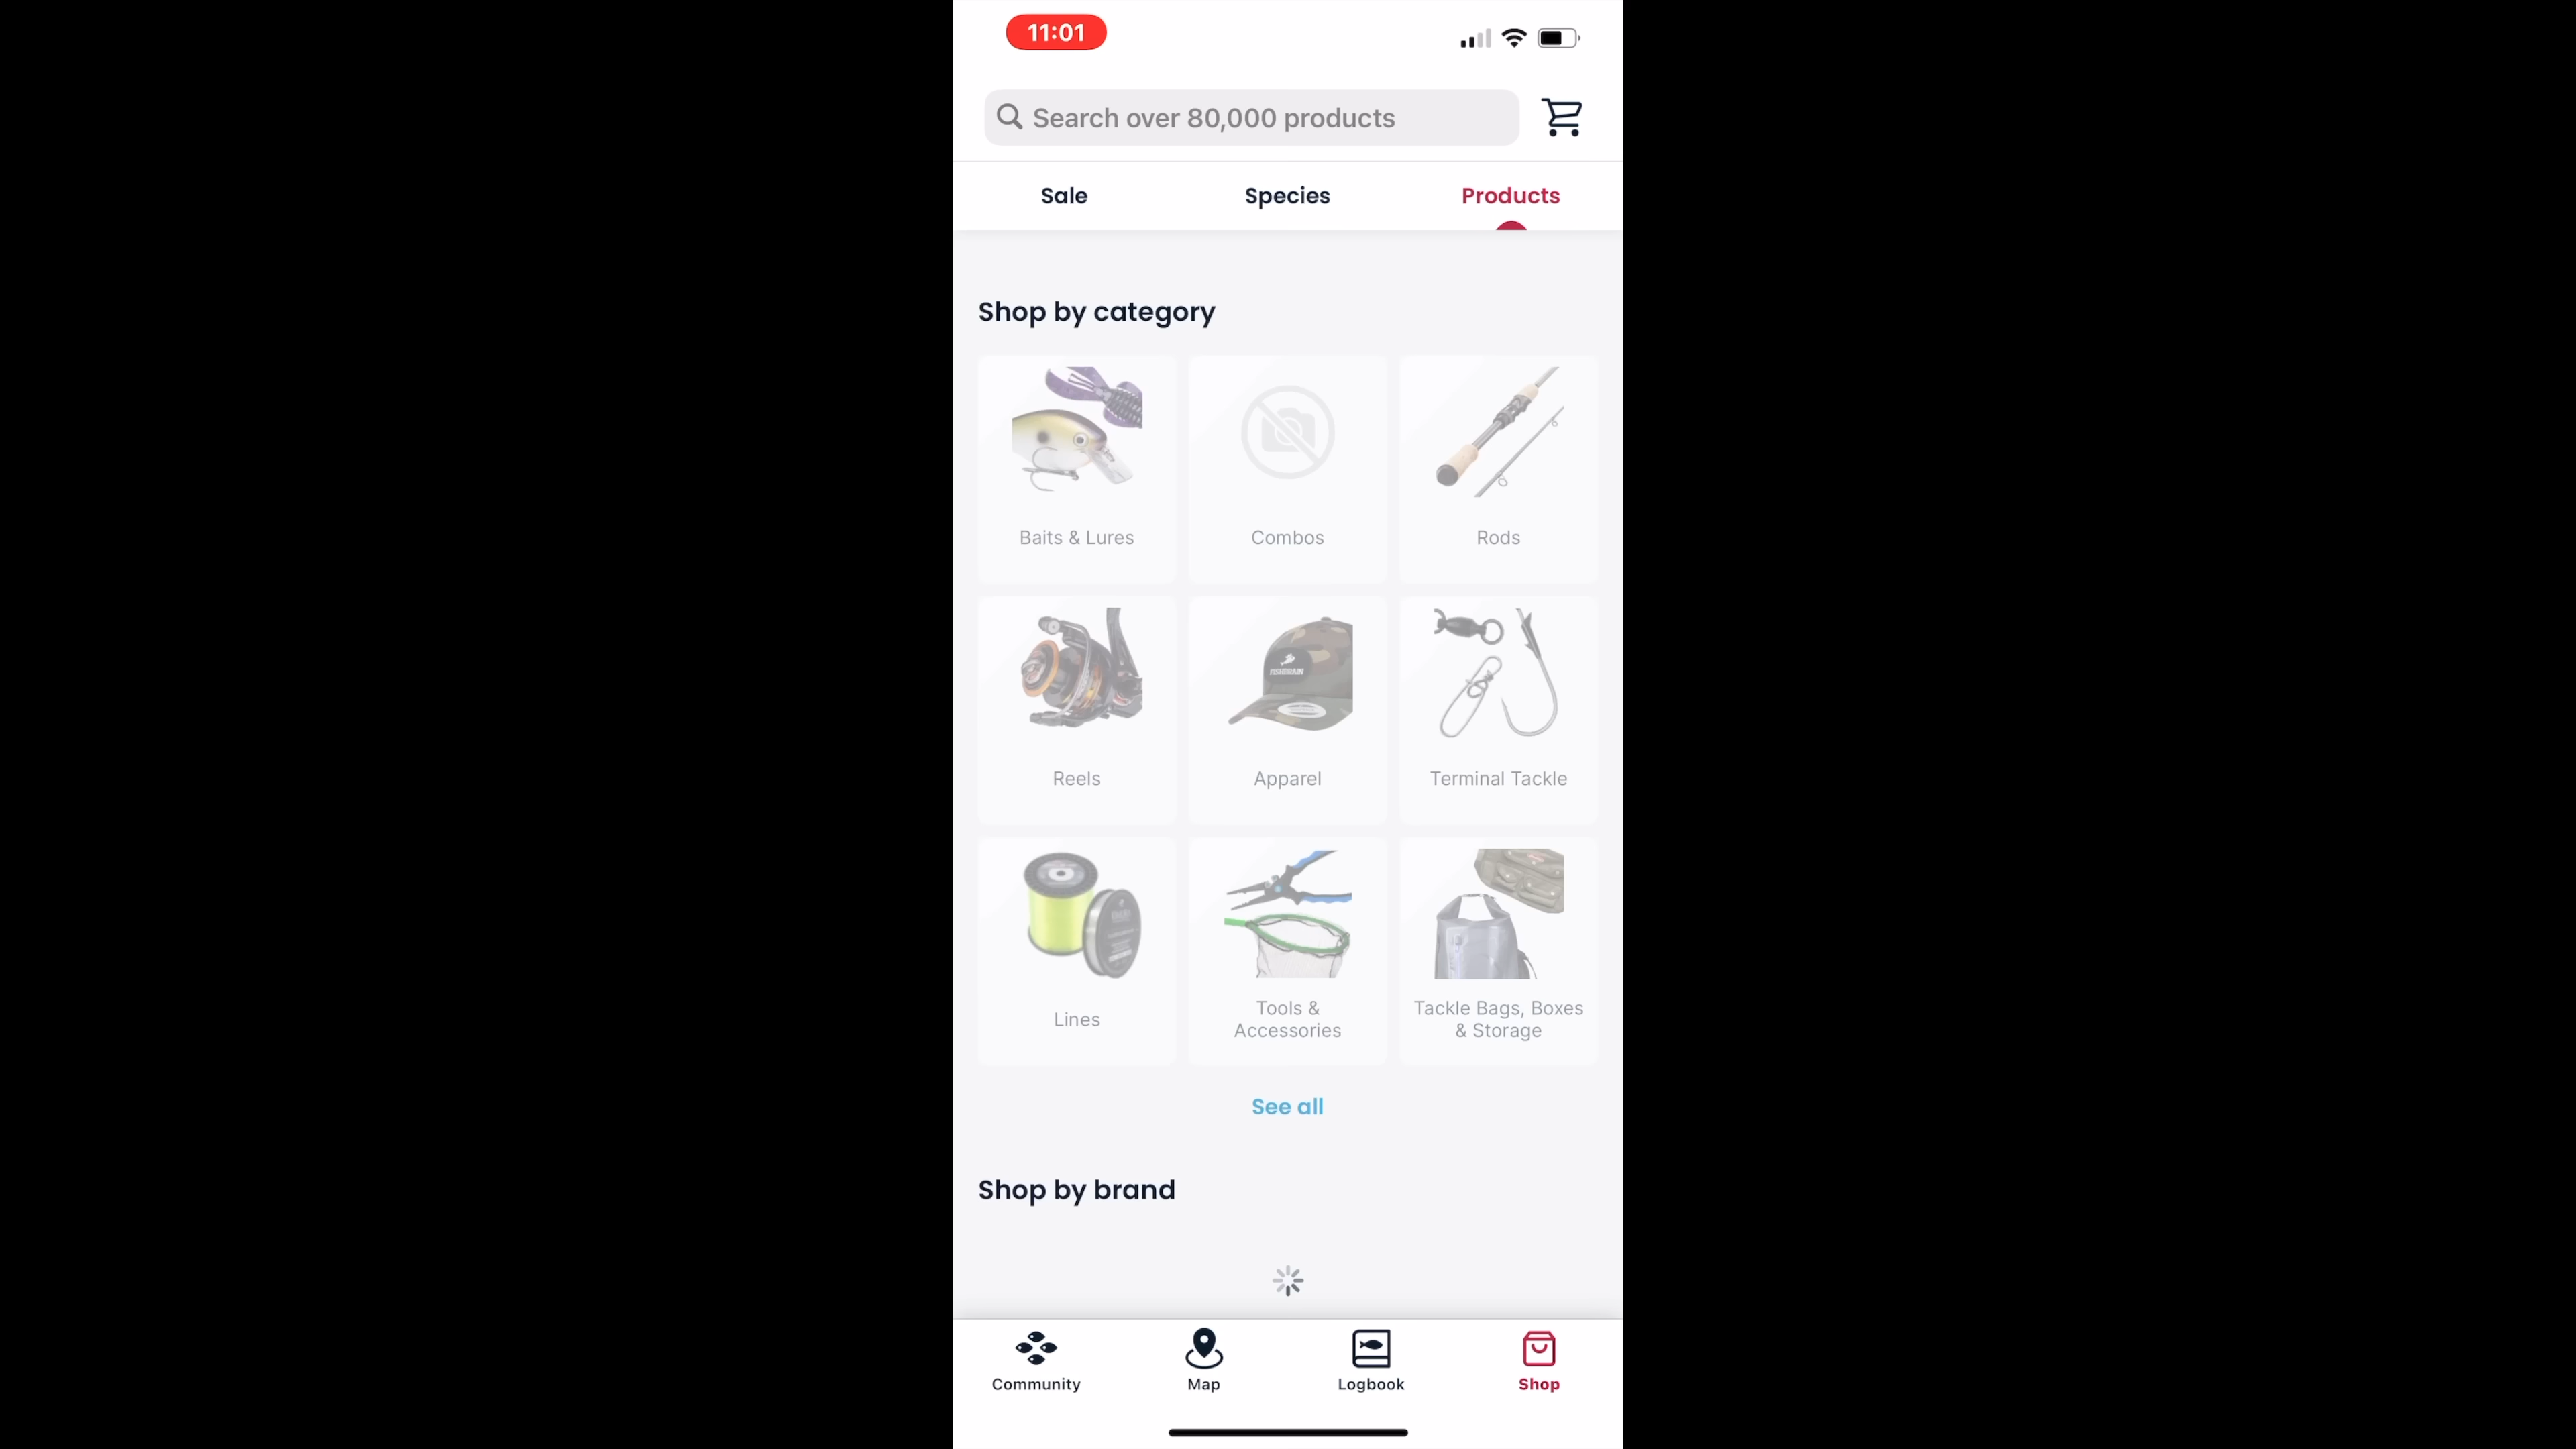 11:01
Search over 80,000 products
Sale
Species
Products
Shop by category
Baits & Lures
Combos
Rods
FISHBRAIN
Reels
Apparel
Terminal Tackle
Lines
Tools &
Accessories
Tackle Bags, Boxes
& Storage
See all
Shop by brand
Community
Map
Logbook
Shop